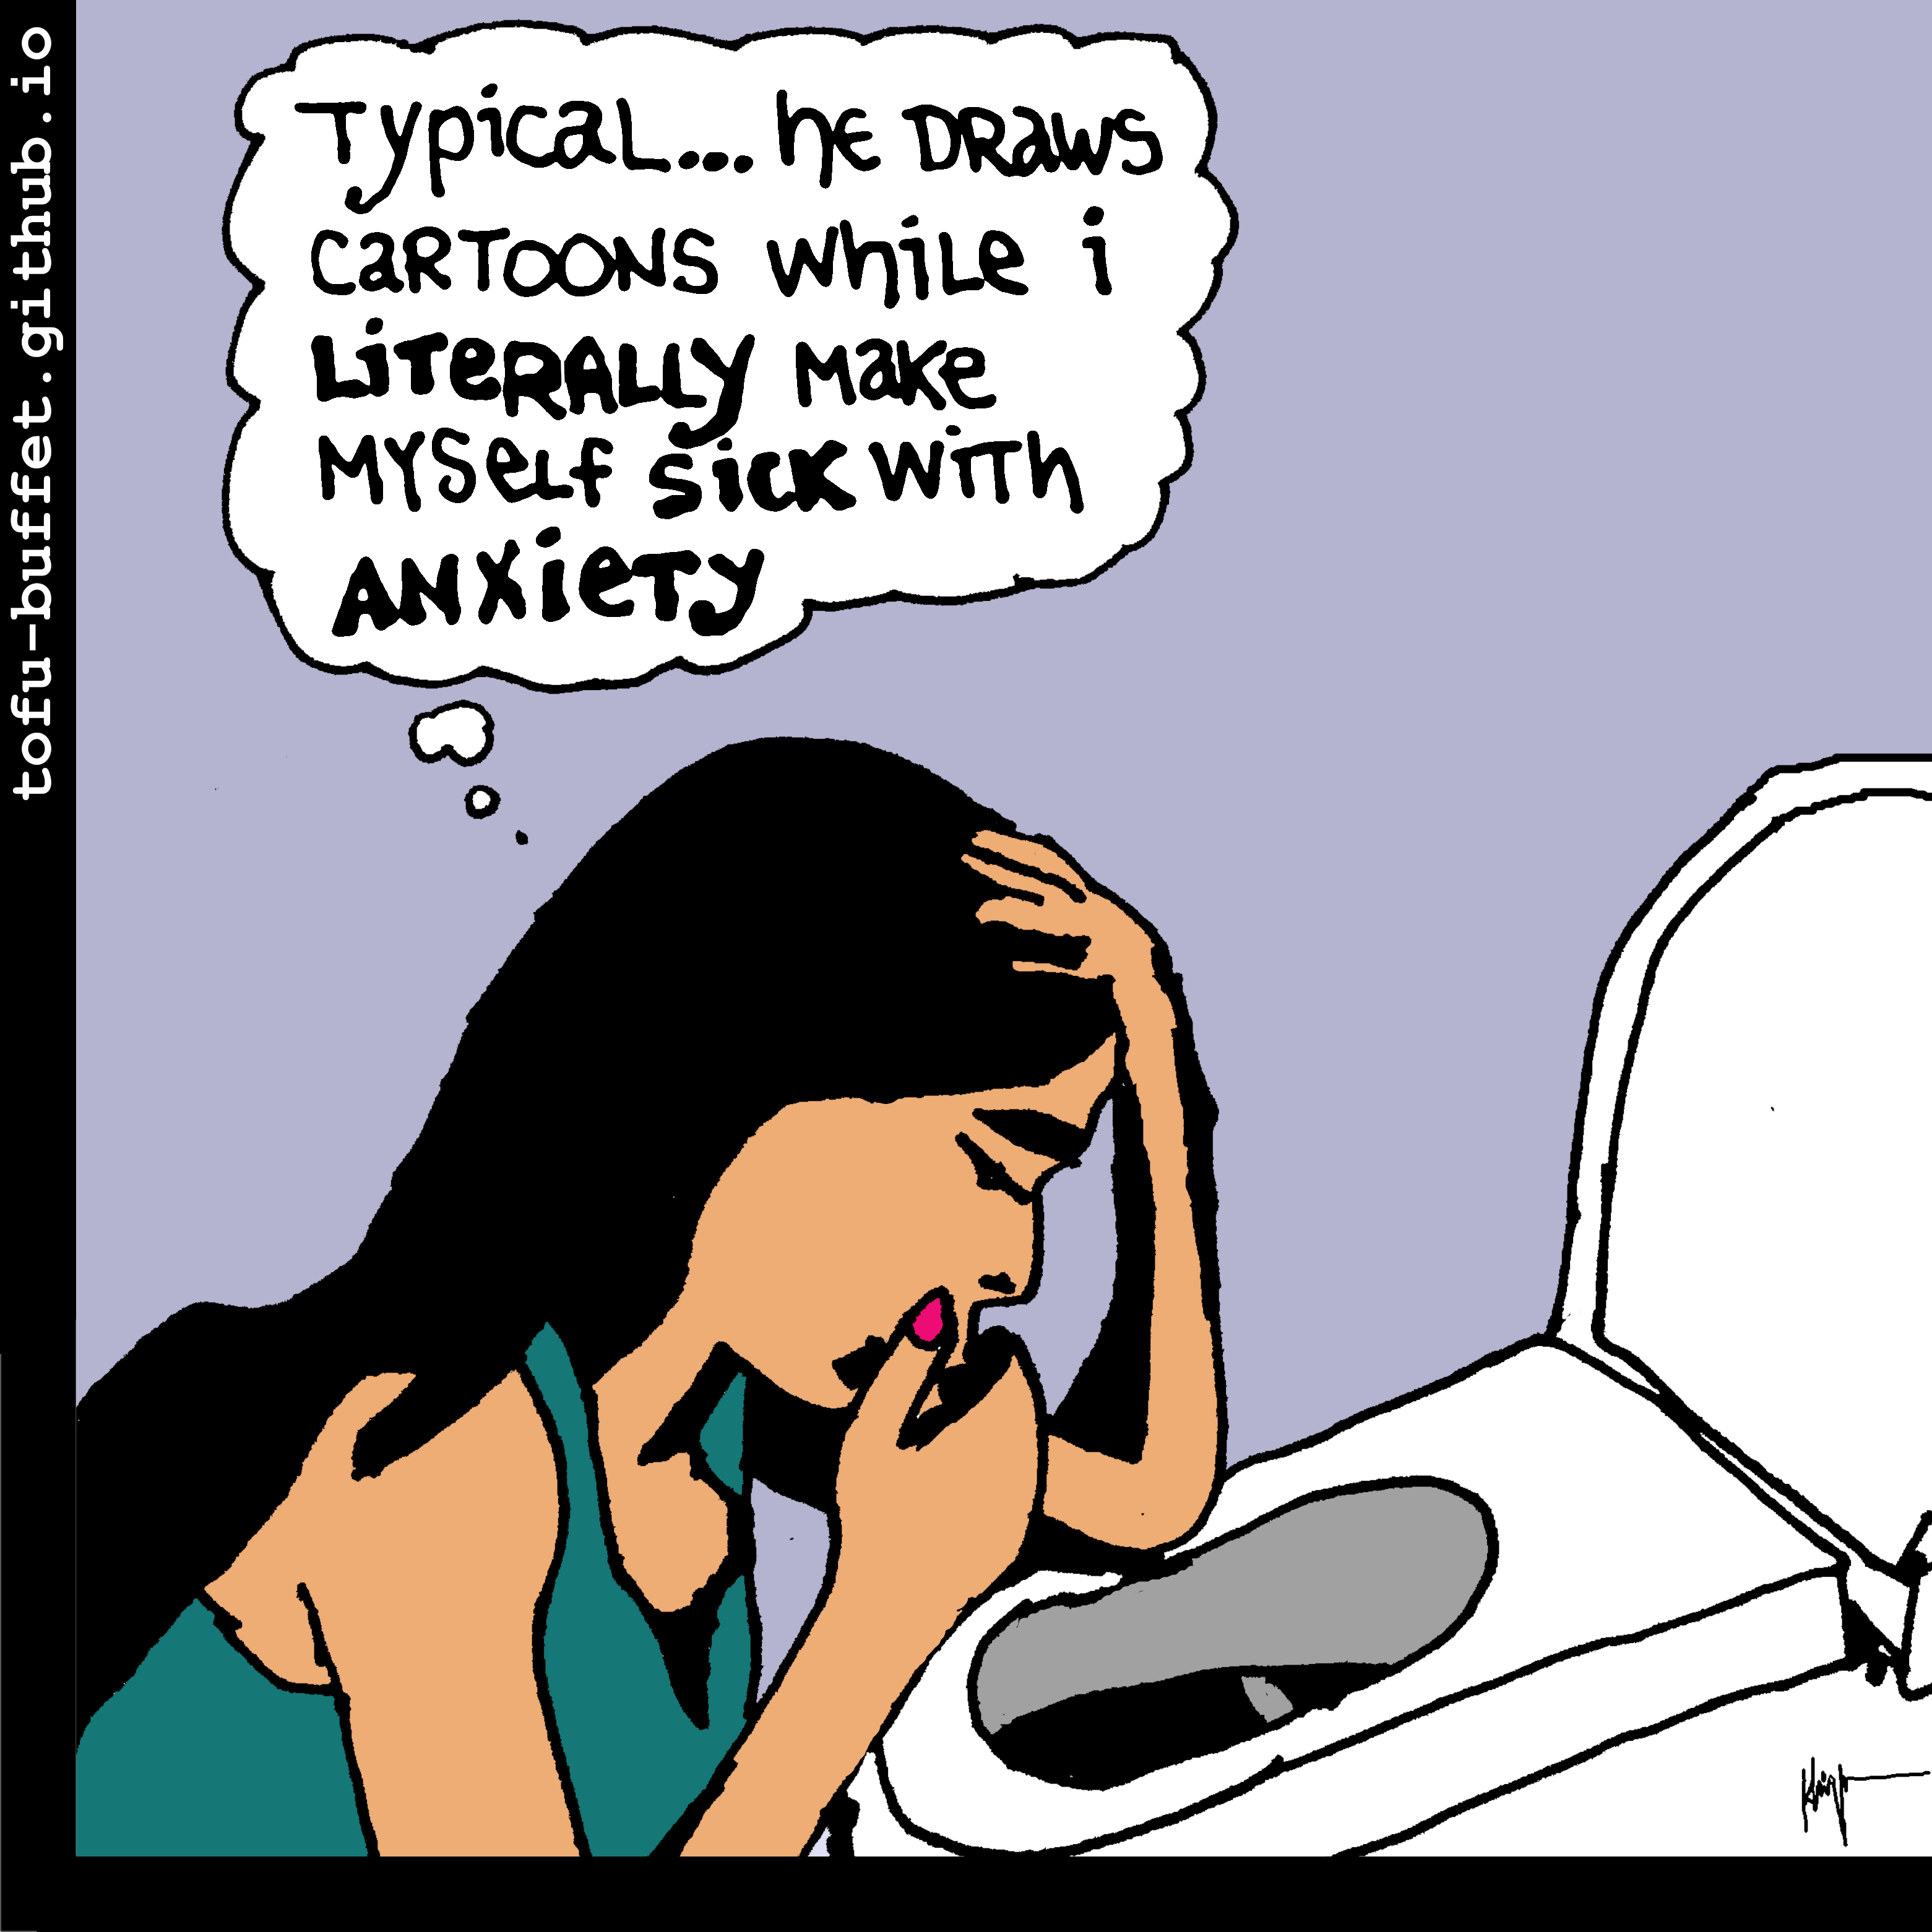 tofu-buffet.github.io
Typical... he DRaws
CaRTOONS while i
LiTeRALLY Make
MYSeLF sick WiTh
ANXieTy